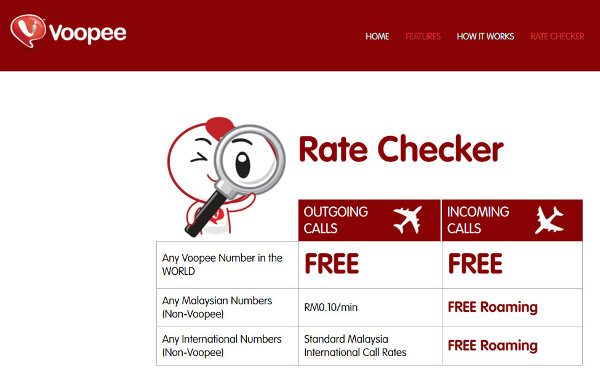 Voopee
HOME FEATURES HOW IT WORKS RATE CHECKER
Rate Checker
OUTGOING
CALLS
INCOMING
CALLS
Any Voopee Number in the
WORLD
FREE
FREE
Any Malaysian Numbers
(Non-Voopee)
RM0.10/min
FREE Roaming
Any International Numbers
(Non-Voopee)
Standard Malaysia
International Call Rates
FREE Roaming